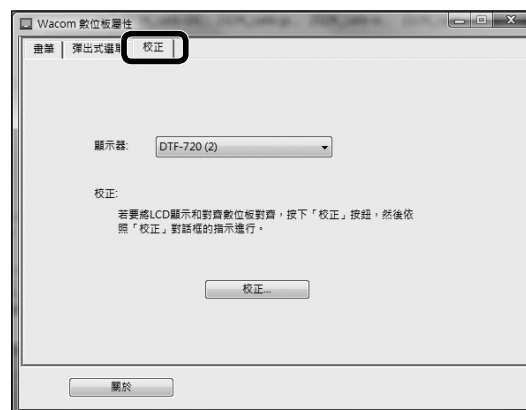 Wacom 數位板屬性
畫筆 彈出式選單 校正
顯示器: DTF-720 (2)
校正:
若要將LCD顯示和對齊數位板對齊,按下「校正」按鈕,然後依
照「校正」對話框的指示進行。
校正...
關於